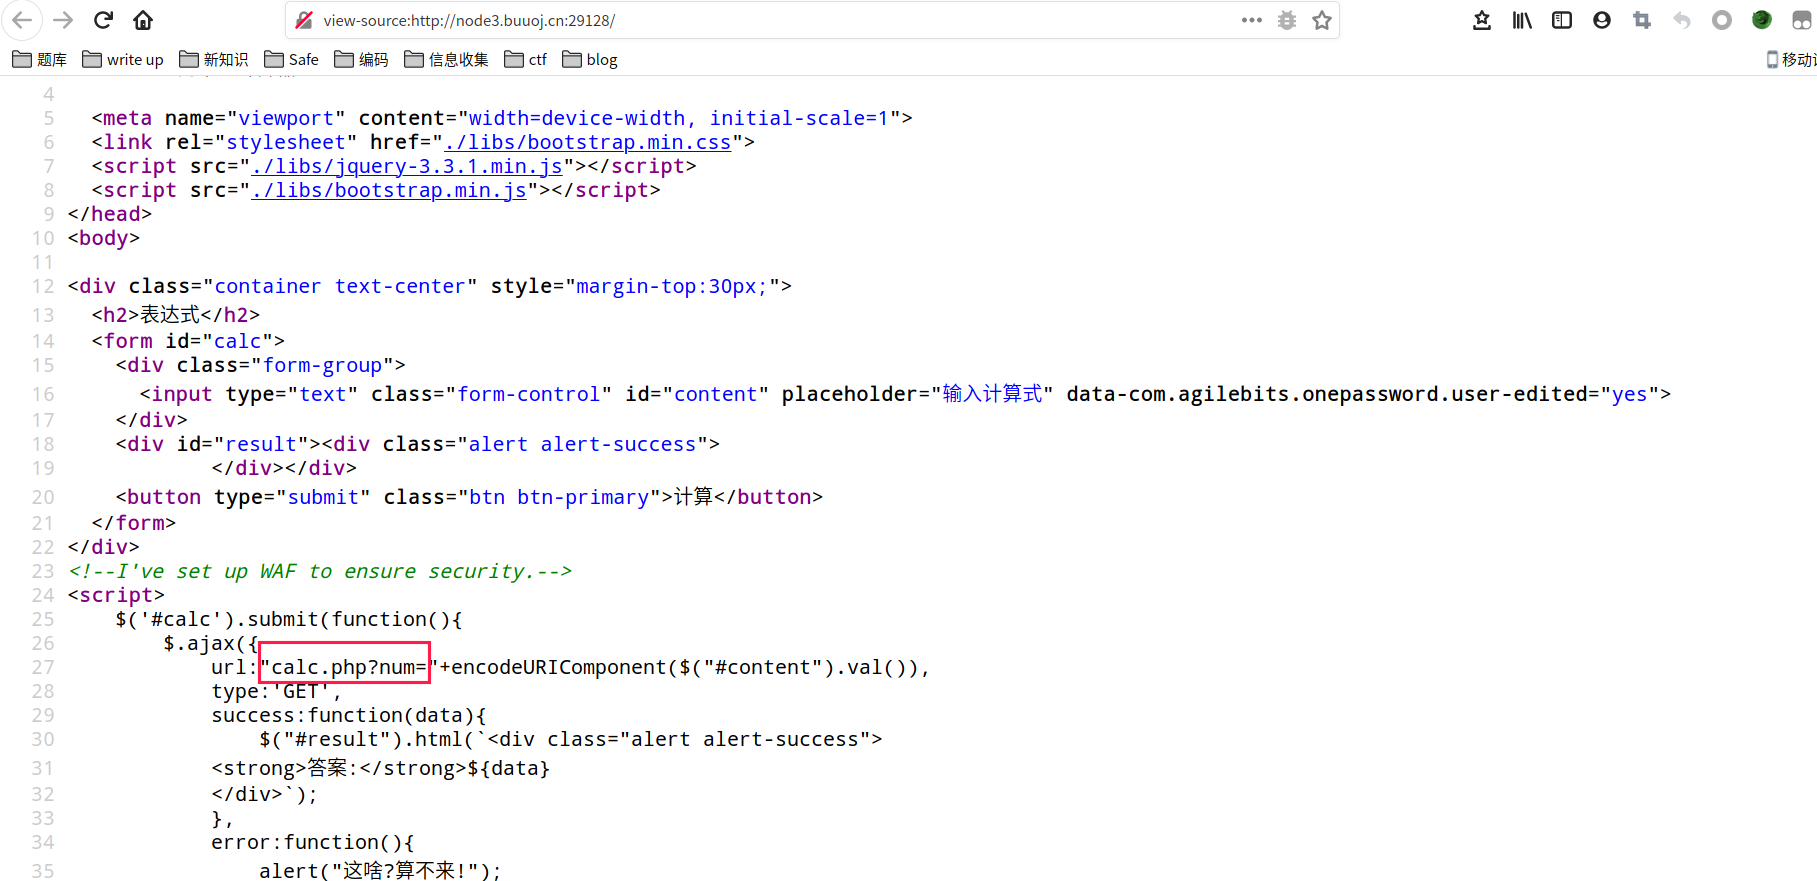 view-source:http://node3.buuoj.cn:29128/
题库 write up 新知识 Safe 编码 信息收集 ctf blog
4
5 <meta name="viewport" content="width=device-width, initial-scale=1">
6 <link rel="stylesheet" href="./libs/bootstrap.min.css">
7 <script src="./libs/jquery-3.3.1.min.js"></script>
8 <script src="./libs/bootstrap.min.js"></script>
9 </head>
10 <body>
11
12 <div class="container text-center" style="margin-top:30px;">
13 <h2>表达式</h2>
14 <form id="calc">
15 <div class="form-group">
16 <input type="text" class="form-control" id="content" placeholder="输入计算式" data-com.agilebits.onepassword.user-edited="yes">
17 </div>
18 <div id="result"><div class="alert alert-success">
19 </div></div>
20 <button type="submit" class="btn btn-primary">计算</button>
21 </form>
22 </div>
23 <!--I've set up WAF to ensure security.-->
24 <script>
25 $('#calc').submit(function(){
26 $.ajax({
27 url:"calc.php?num="+encodeURIComponent($("#content").val()),
28 type:'GET',
29 success:function(data){
30 $("#result").html(`<div class="alert alert-success">
31 <strong>答案:</strong>${data}
32 </div>`);
33 },
34 error:function(){
35 alert("这啥?算不来!");